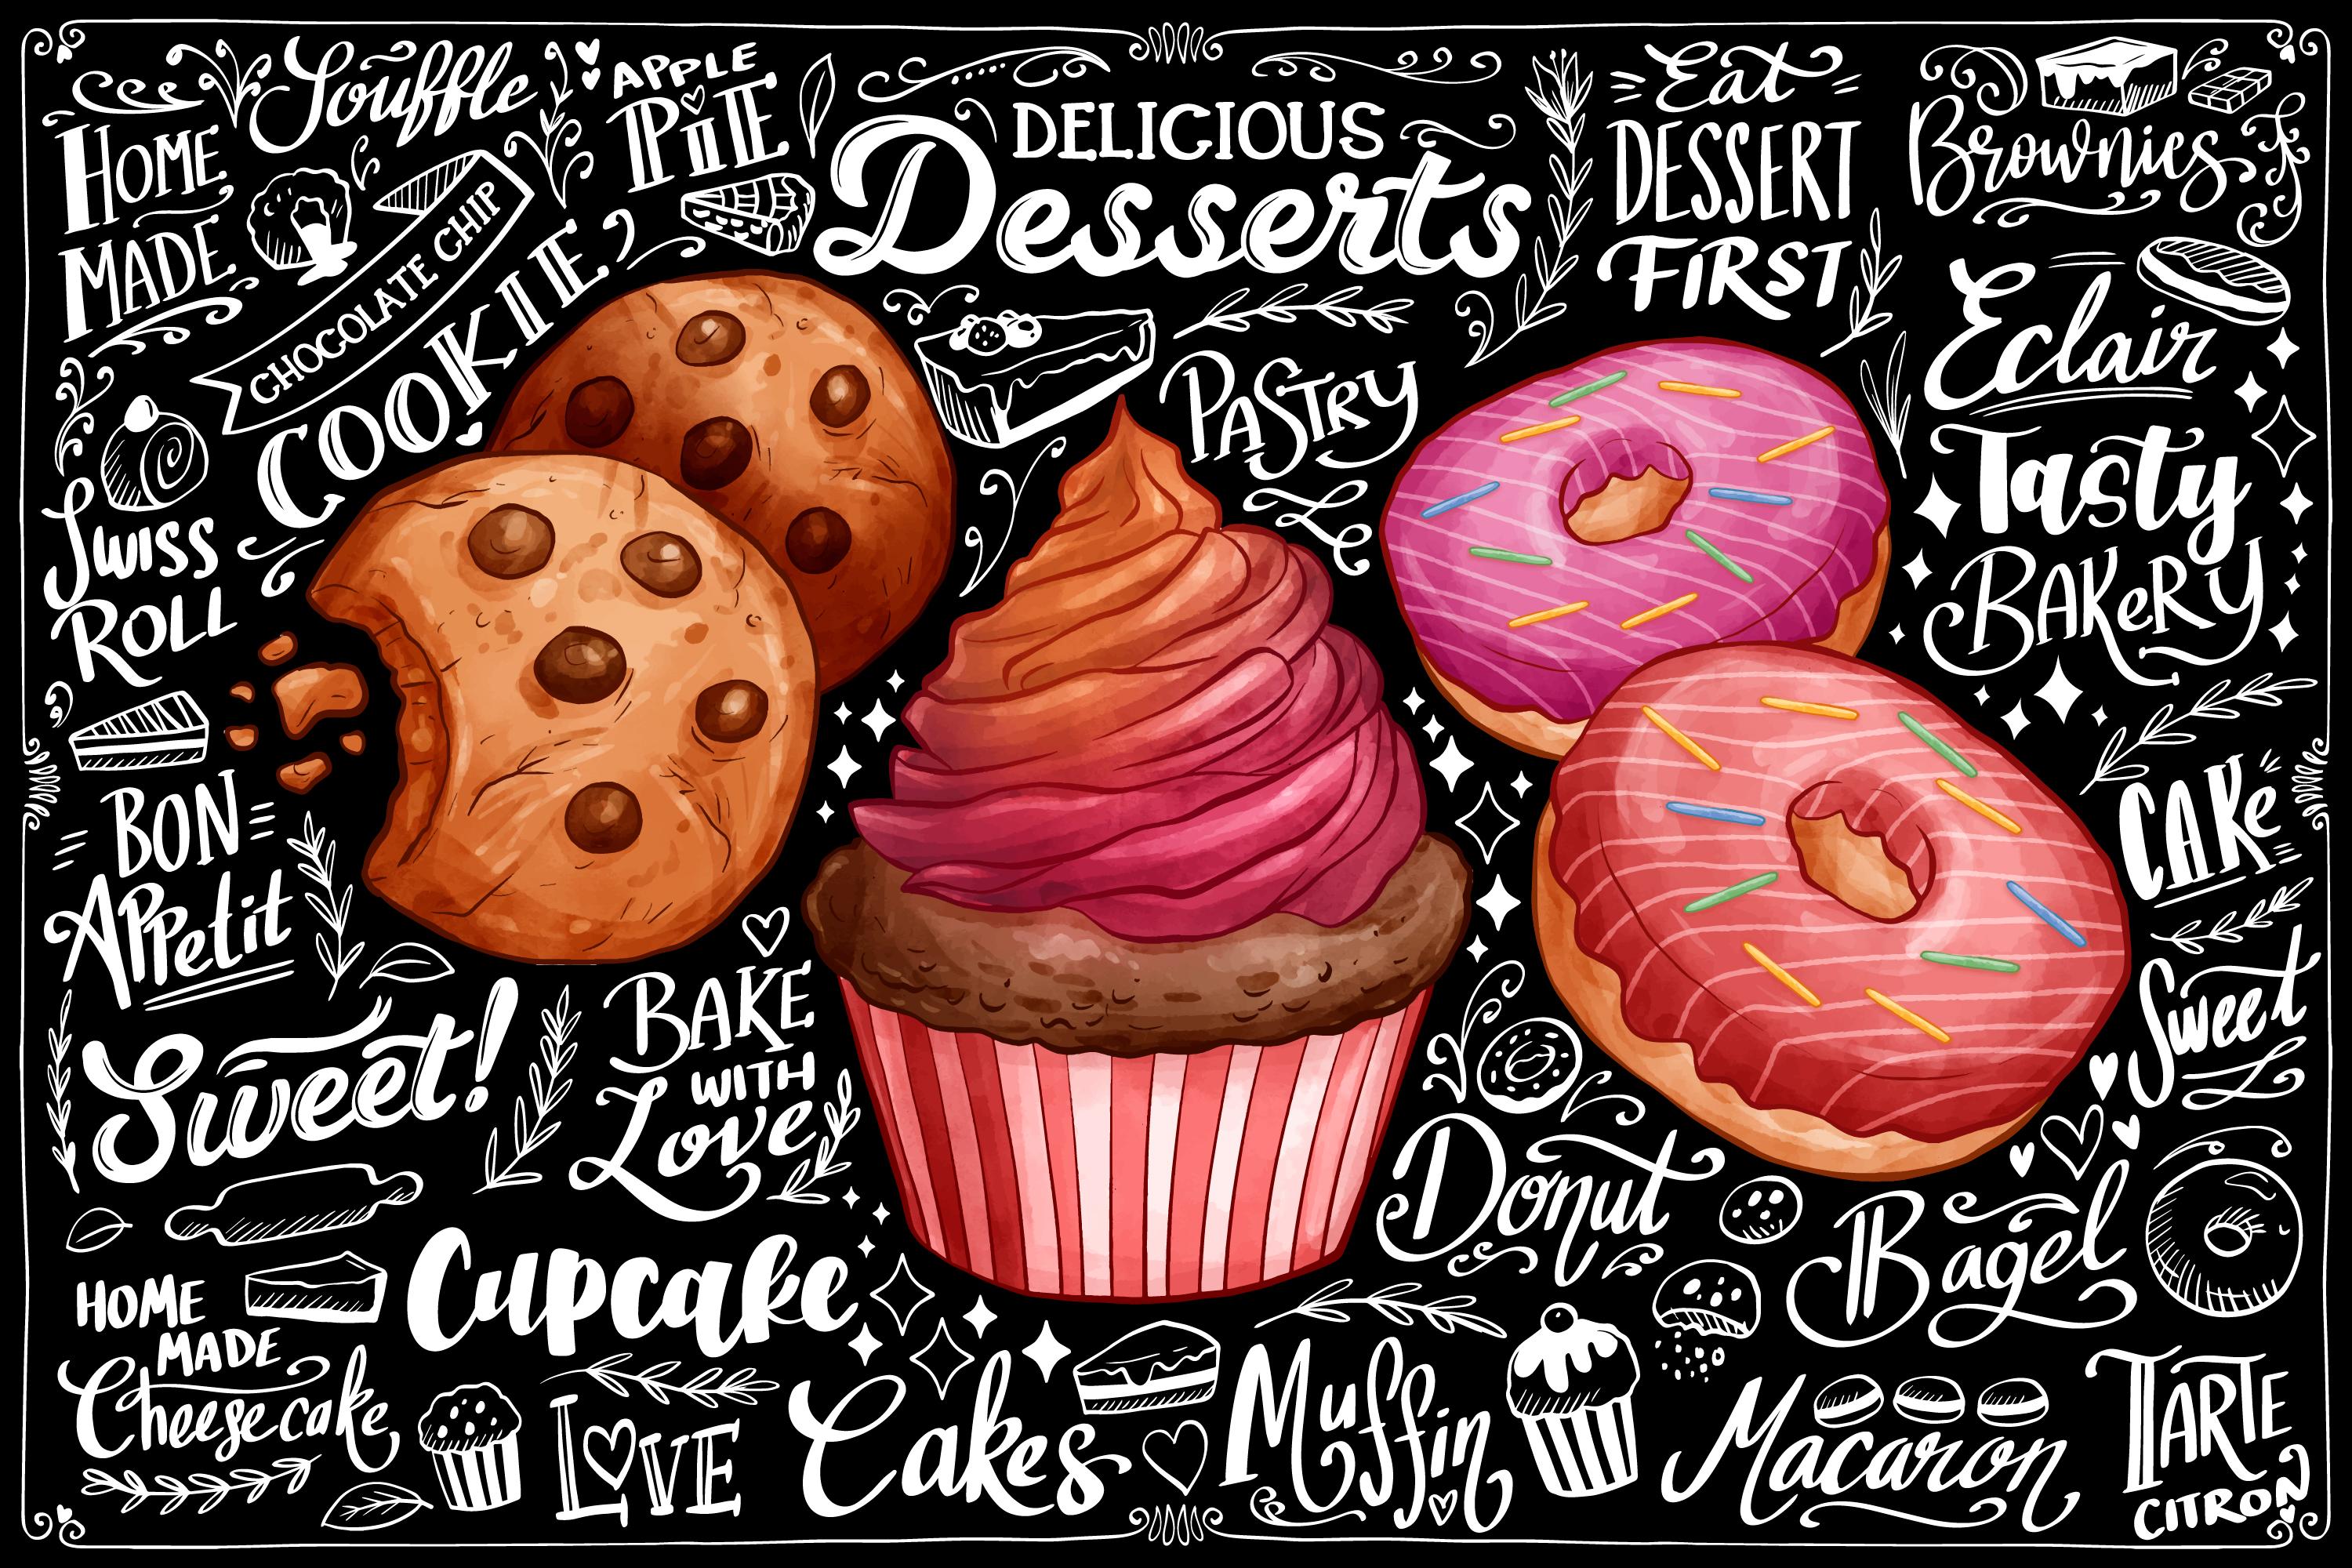 Souffle
HOME
MADE
CHOCOLATE CHIP
COOKIE
APPLE
PIE
DELICIOUS
Desserts
Eat
DESSERT
FIRST
Brownies
Eclair
PASTRY
Tasty
BAKeRY
Swiss
ROLL
BON
APPetit
CAKe
Sweet
Sweet!
BAKE
WITH
Love
Donut
Bagel
HOME
MADE
Cheesecake
Cupcake
LOVE
Cakes
Muffin
Macaron
TARTE
CITRON